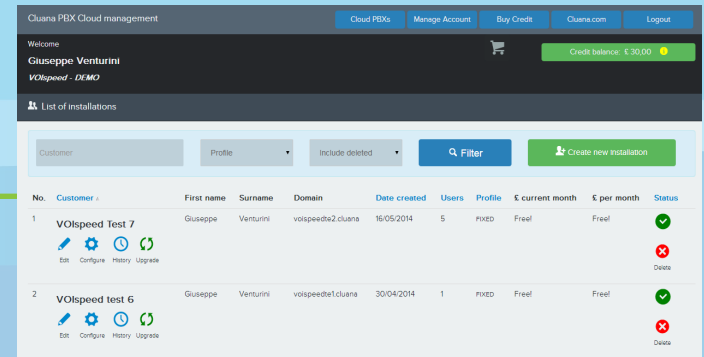 Cluana PBX Cloud management
Cloud PBXs Manage Account Buy Credit Cluana.com Logout
Welcome
Giuseppe Venturini
VOIspeed - DEMO
Credit balance: £ 30,00
List of installations
Customer Profile Include deleted Filter Create new installation
No. Customer First name Surname Domain Date created Users Profile £ current month £ per month Status
1 VOIspeed Test 7 Giuseppe Venturini voispeedte2.cluana 16/05/2014 5 FIXED Free! Free!
Edit Configure History Upgrade Delete
2 VOIspeed test 6 Giuseppe Venturini voispeedte1.cluana 30/04/2014 1 FIXED Free! Free!
Edit Configure History Upgrade Delete